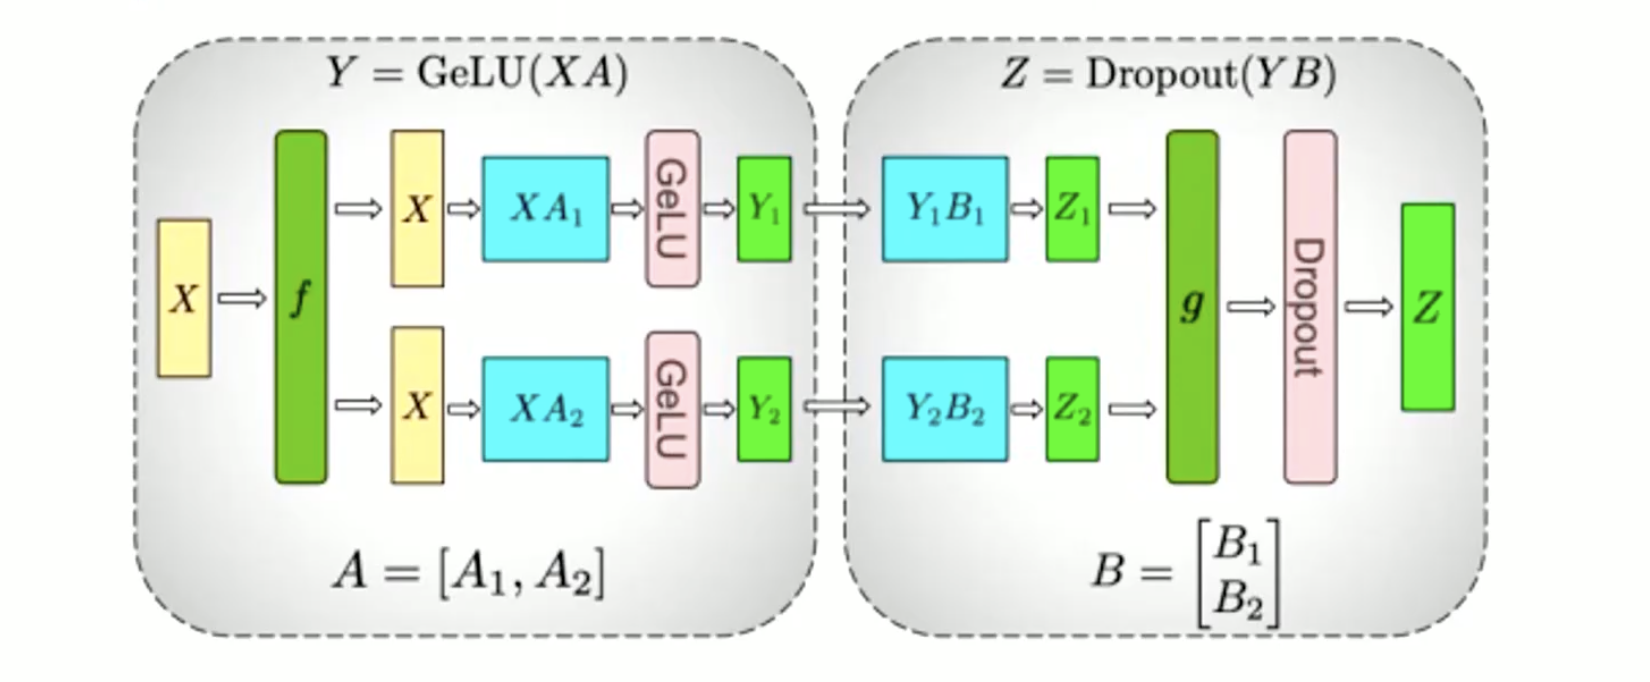 Y = GeLU(XA)
X
f
X
XA₁
GeLU
Y₁
X
XA₂
GeLU
Y₂
A = [A₁, A₂]
Z = Dropout(YB)
Y₁B₁
Z₁
Y₂B₂
Z₂
g
Dropout
Z
B = [B₁
B₂]